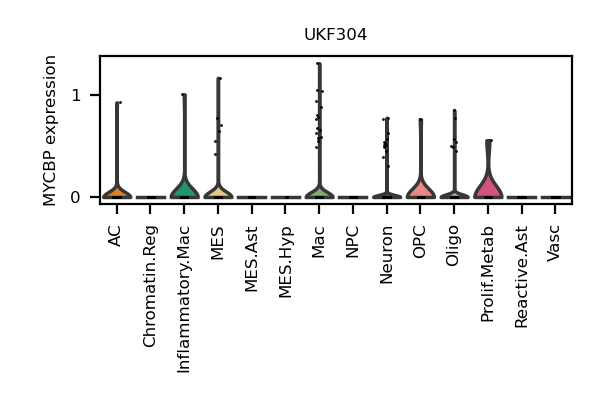 UKF304
MYCBP expression
1
0
AC
Chromatin.Reg
Inflammatory.Mac
MES
MES.Ast
MES.Hyp
Mac
NPC
Neuron
OPC
Oligo
Prolif.Metab
Reactive.Ast
Vasc